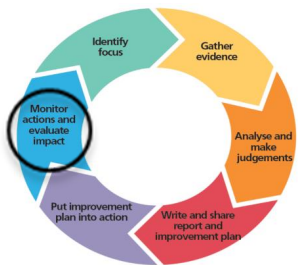 Identify
focus
Gather
evidence
Analyse and
make
judgements
Write and share
report and
improvement plan
Put improvement
plan into action
Monitor
actions and
evaluate
impact